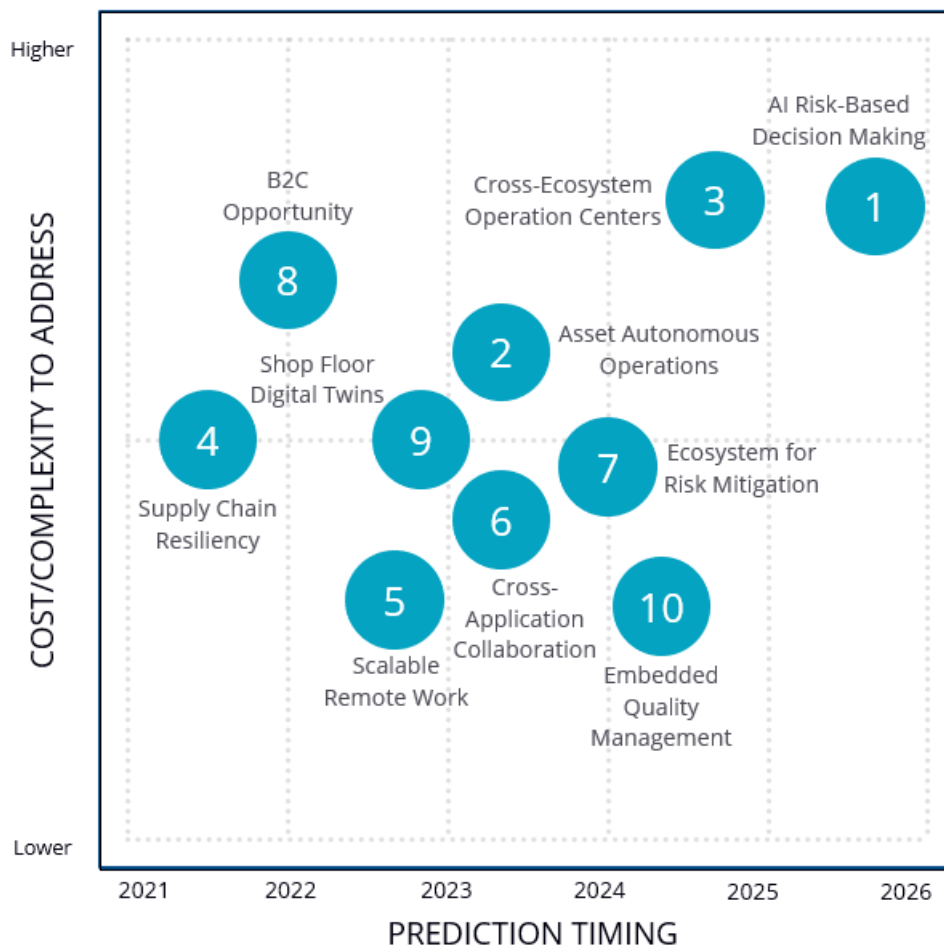 Higher
AI Risk-Based
Decision Making
B2C
Opportunity
Cross-Ecosystem
Operation Centers
3
1
8
2
Asset Autonomous
Operations
Shop Floor
Digital Twins
4
9
7
Ecosystem for
Risk Mitigation
Supply Chain
Resiliency
6
5
Cross-
Application
Collaboration
10
Scalable
Remote Work
Embedded
Quality
Management
COST/COMPLEXITY TO ADDRESS
Lower
2021
2022
2023
2024
2025
2026
PREDICTION TIMING